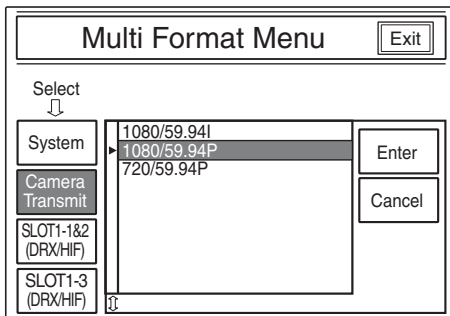 Multi Format Menu
Exit
Select
System
Camera
Transmit
SLOT1-1&2
(DRX/HIF)
SLOT1-3
(DRX/HIF)
1080/59.94I
1080/59.94P
720/59.94P
Enter
Cancel